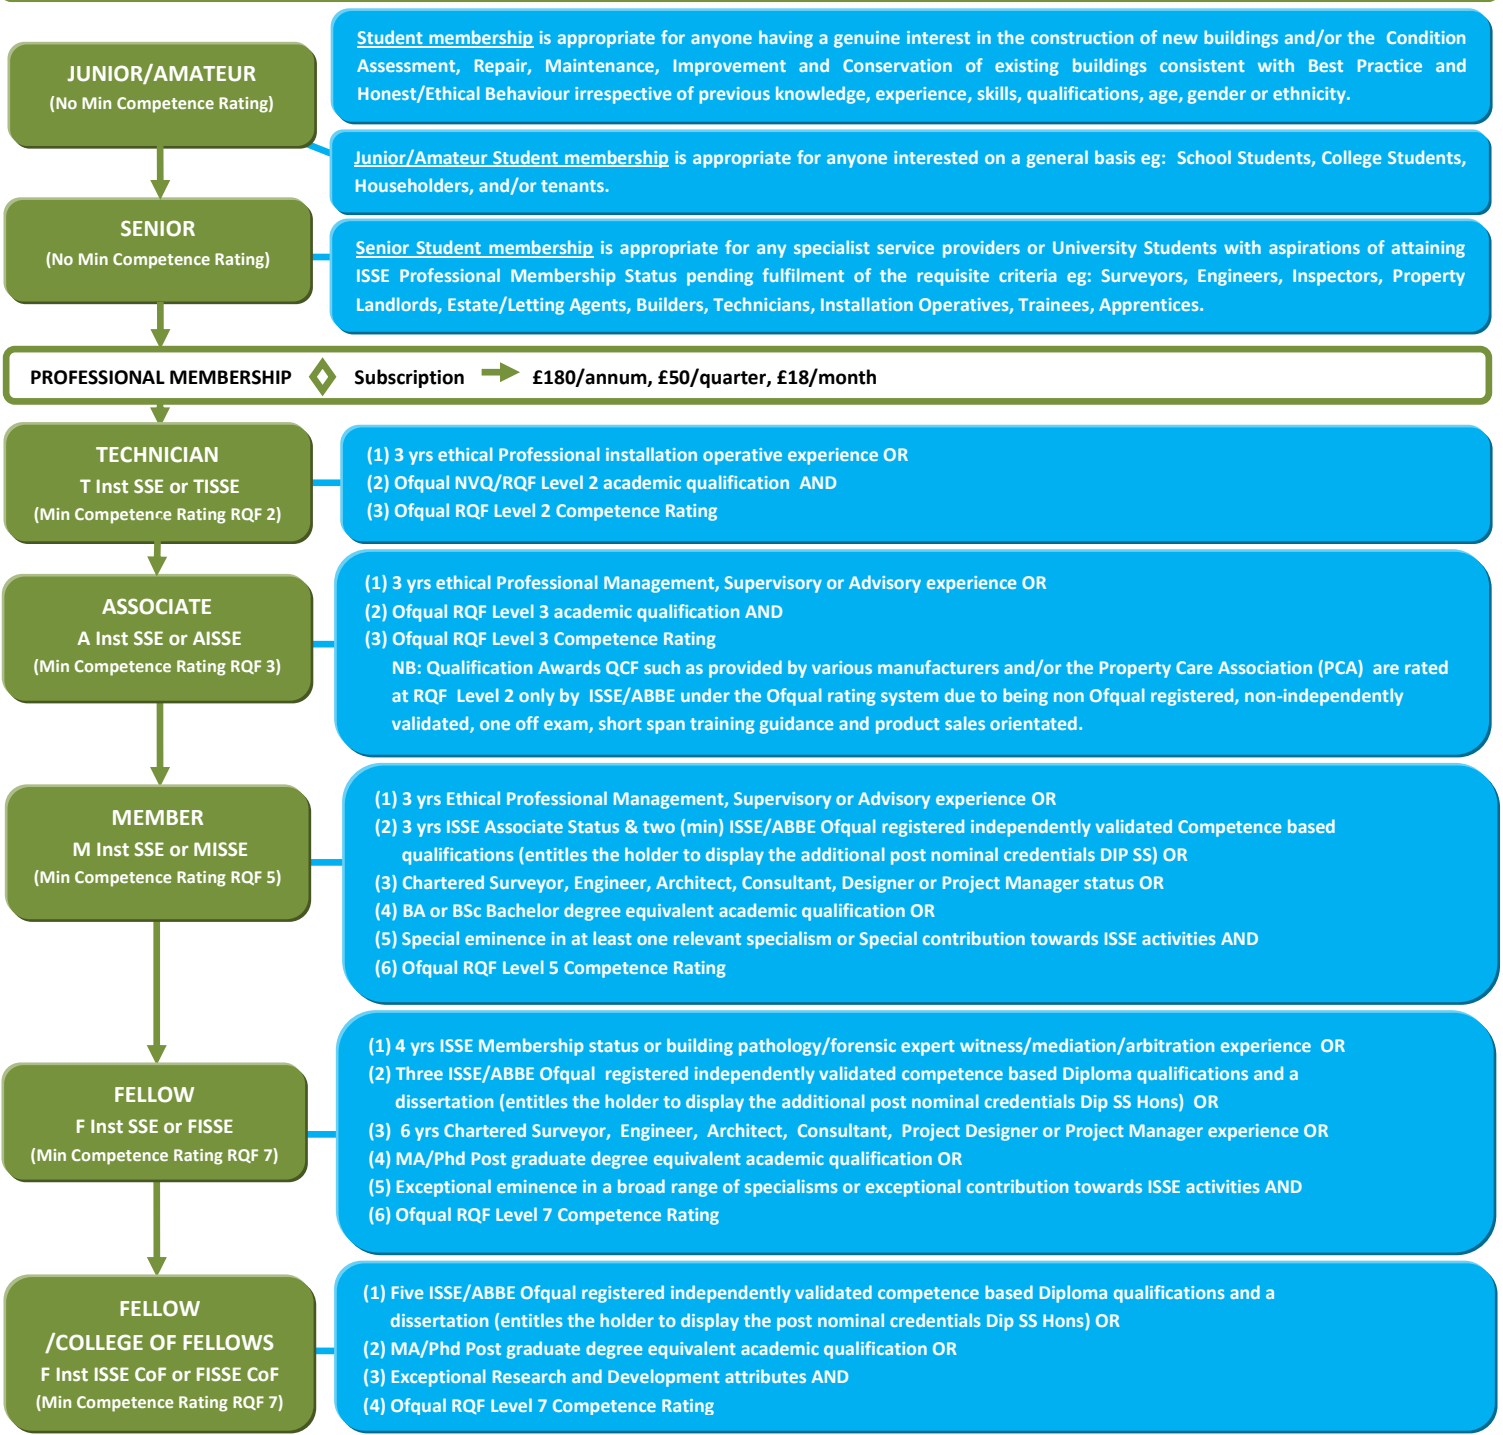 JUNIOR/AMATEUR
(No Min Competence Rating)
Student membership is appropriate for anyone having a genuine interest in the construction of new buildings and/or the Condition
Assessment, Repair, Maintenance, Improvement and Conservation of existing buildings consistent with Best Practice and
Honest/Ethical Behaviour irrespective of previous knowledge, experience, skills, qualifications, age, gender or ethnicity.
Junior/Amateur Student membership is appropriate for anyone interested on a general basis eg: School Students, College Students,
Householders, and/or tenants.
SENIOR
(No Min Competence Rating)
Senior Student membership is appropriate for any specialist service providers or University Students with aspirations of attaining
ISSE Professional Membership Status pending fulfilment of the requisite criteria eg: Surveyors, Engineers, Inspectors, Property
Landlords, Estate/Letting Agents, Builders, Technicians, Installation Operatives, Trainees, Apprentices.
PROFESSIONAL MEMBERSHIP Subscription £180/annum, £50/quarter, £18/month
TECHNICIAN
T Inst SSE or TISSE
(Min Competence Rating RQF 2)
(1) 3 yrs ethical Professional installation operative experience OR
(2) Ofqual NVQ/RQF Level 2 academic qualification AND
(3) Ofqual RQF Level 2 Competence Rating
ASSOCIATE
A Inst SSE or AISSE
(Min Competence Rating RQF 3)
(1) 3 yrs ethical Professional Management, Supervisory or Advisory experience OR
(2) Ofqual RQF Level 3 academic qualification AND
(3) Ofqual RQF Level 3 Competence Rating
NB: Qualification Awards QCF such as provided by various manufacturers and/or the Property Care Association (PCA) are rated
at RQF Level 2 only by ISSE/ABBE under the Ofqual rating system due to being non Ofqual registered, non-independently
validated, one off exam, short span training guidance and product sales orientated.
MEMBER
M Inst SSE or MISSE
(Min Competence Rating RQF 5)
(1) 3 yrs Ethical Professional Management, Supervisory or Advisory experience OR
(2) 3 yrs ISSE Associate Status & two (min) ISSE/ABBE Ofqual registered independently validated Competence based
qualifications (entitles the holder to display the additional post nominal credentials DIP SS) OR
(3) Chartered Surveyor, Engineer, Architect, Consultant, Designer or Project Manager status OR
(4) BA or BSc Bachelor degree equivalent academic qualification OR
(5) Special eminence in at least one relevant specialism or Special contribution towards ISSE activities AND
(6) Ofqual RQF Level 5 Competence Rating
FELLOW
F Inst SSE or FISSE
(Min Competence Rating RQF 7)
(1) 4 yrs ISSE Membership status or building pathology/forensic expert witness/mediation/arbitration experience OR
(2) Three ISSE/ABBE Ofqual registered independently validated competence based Diploma qualifications and a
dissertation (entitles the holder to display the additional post nominal credentials Dip SS Hons) OR
(3) 6 yrs Chartered Surveyor, Engineer, Architect, Consultant, Project Designer or Project Manager experience OR
(4) MA/Phd Post graduate degree equivalent academic qualification OR
(5) Exceptional eminence in a broad range of specialisms or exceptional contribution towards ISSE activities AND
(6) Ofqual RQF Level 7 Competence Rating
FELLOW
/COLLEGE OF FELLOWS
F Inst ISSE CoF or FISSE CoF
(Min Competence Rating RQF 7)
(1) Five ISSE/ABBE Ofqual registered independently validated competence based Diploma qualifications and a
dissertation (entitles the holder to display the post nominal credentials Dip SS Hons) OR
(2) MA/Phd Post graduate degree equivalent academic qualification OR
(3) Exceptional Research and Development attributes AND
(4) Ofqual RQF Level 7 Competence Rating